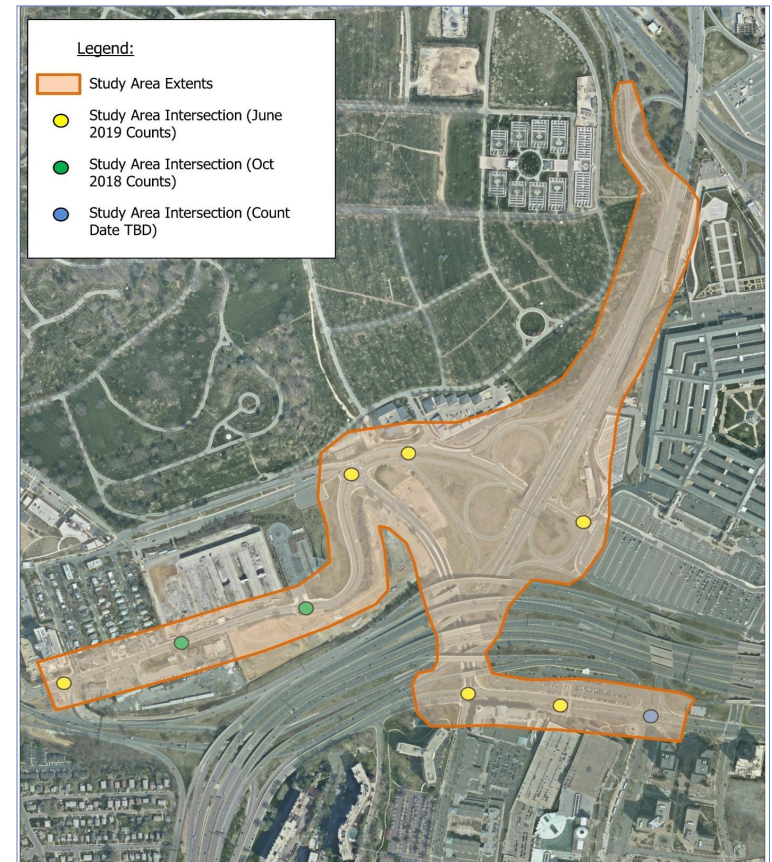 Legend:
Study Area Extents
Study Area Intersection (June
2019 Counts)
Study Area Intersection (Oct
2018 Counts)
Study Area Intersection (Count
Date TBD)